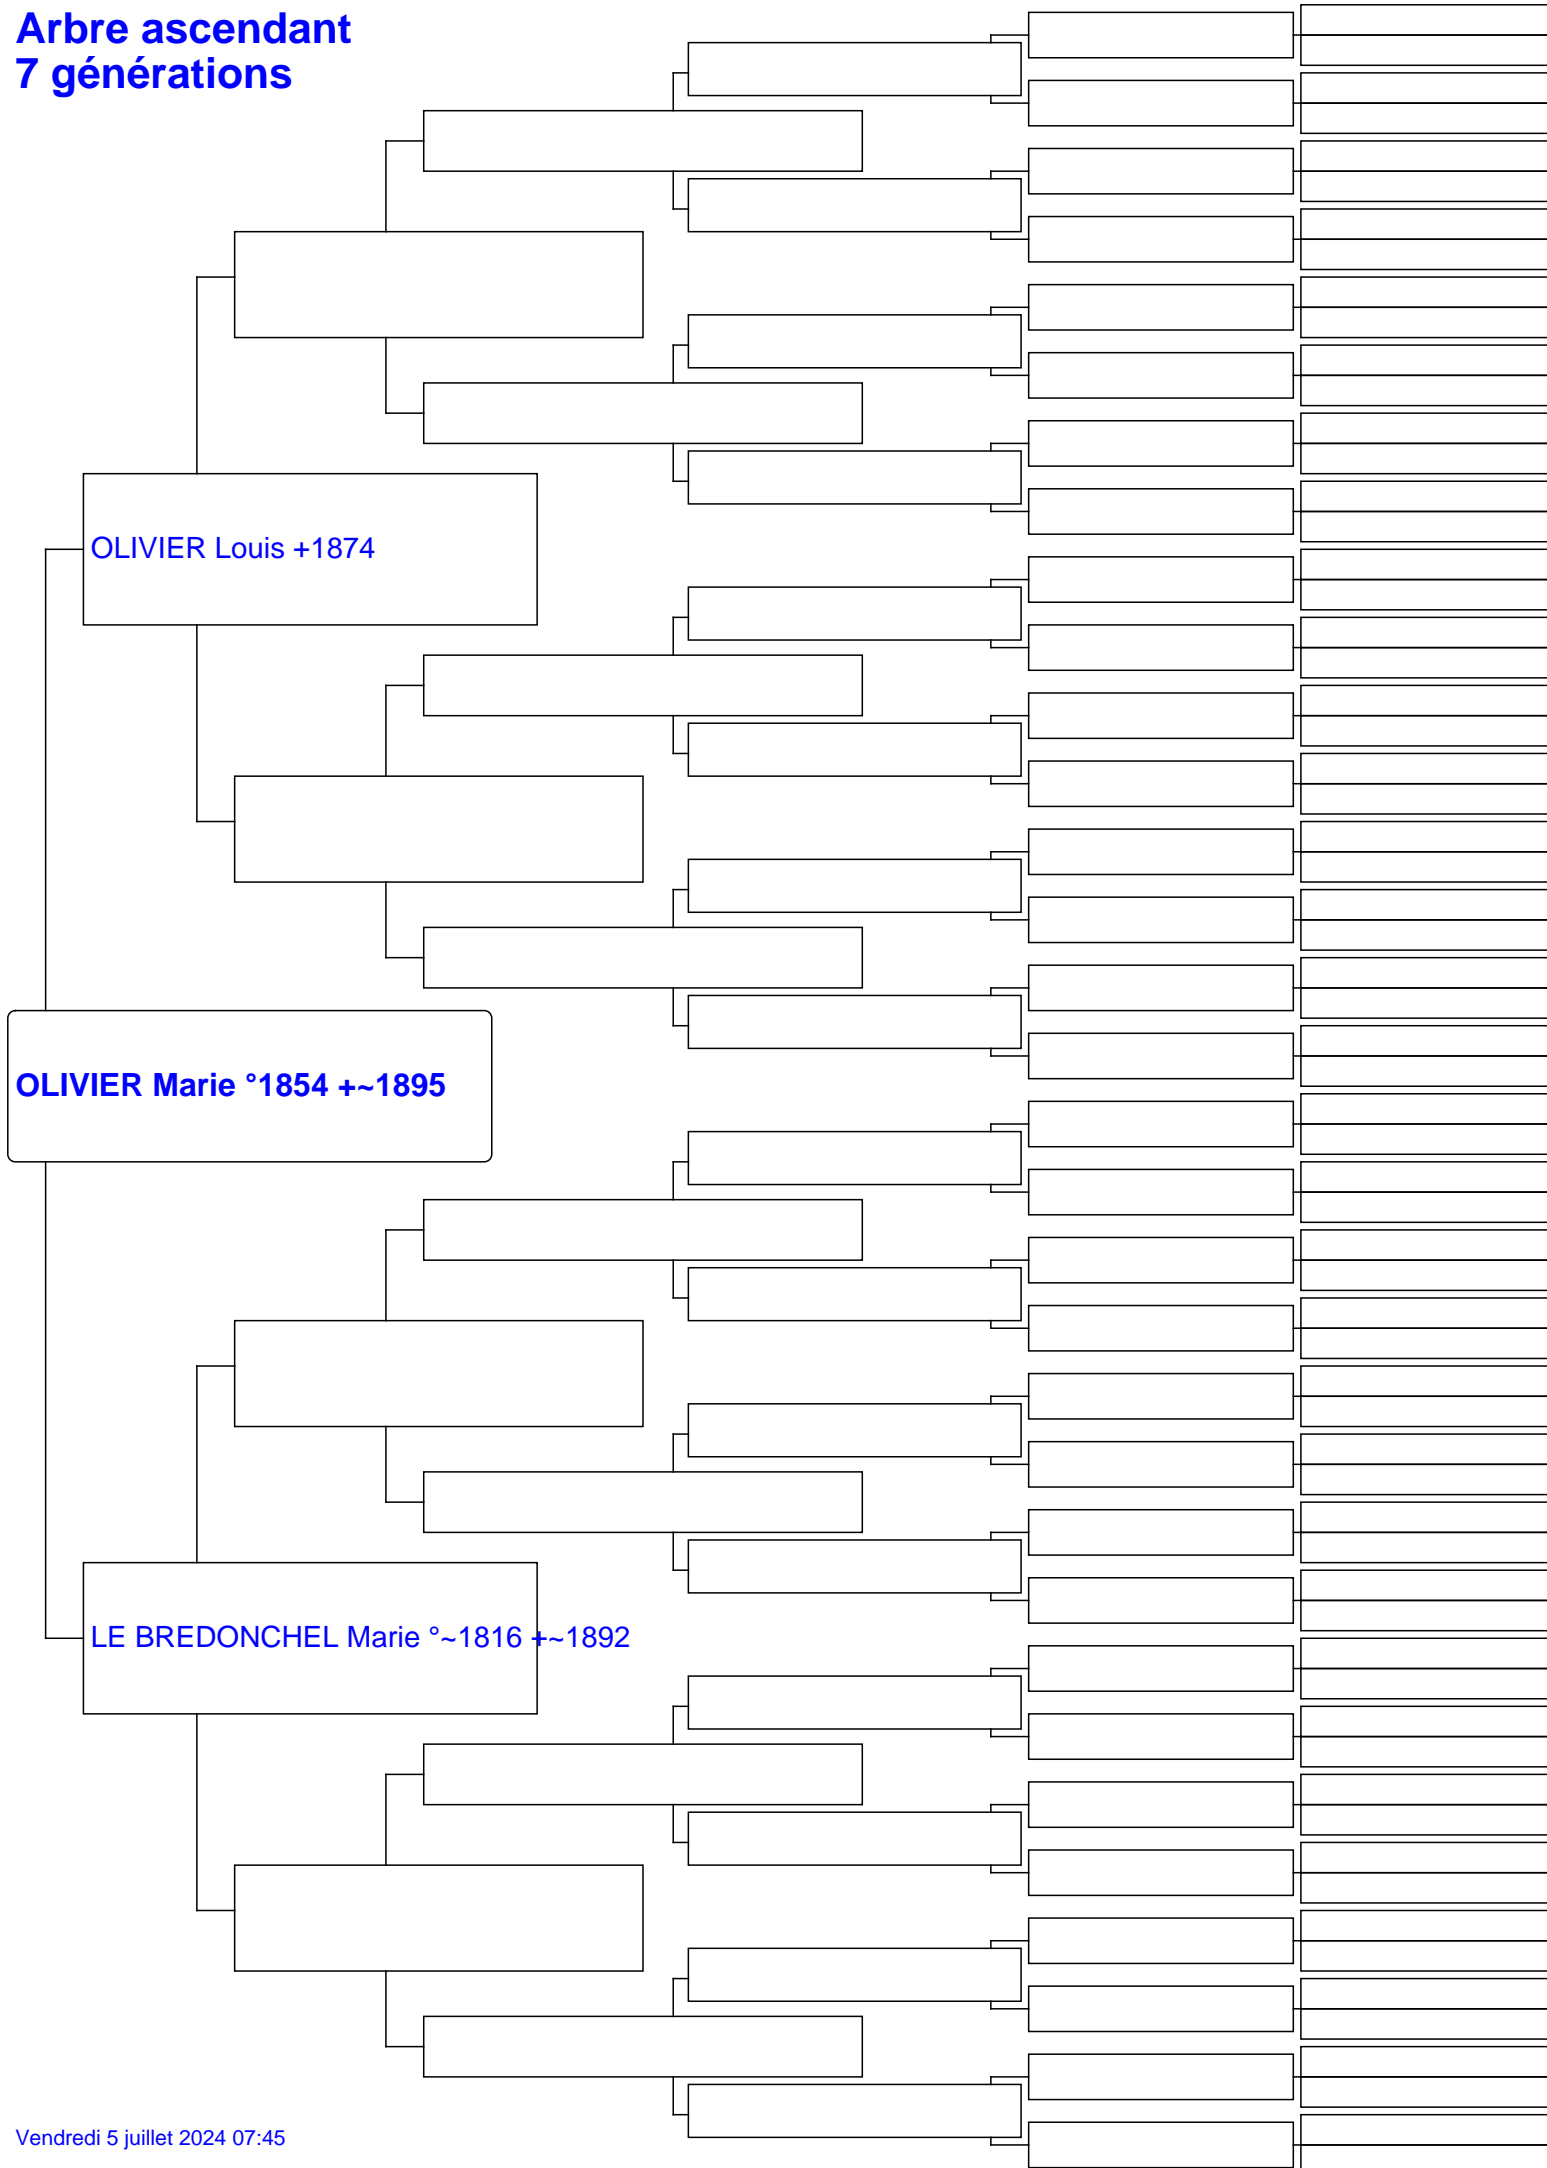 Arbre ascendant
7 générations
OLIVIER Louis +1874
OLIVIER Marie °1854 +~1895
LE BREDONCHEL Marie °~1816 +~1892
Vendredi 5 juillet 2024 07:45